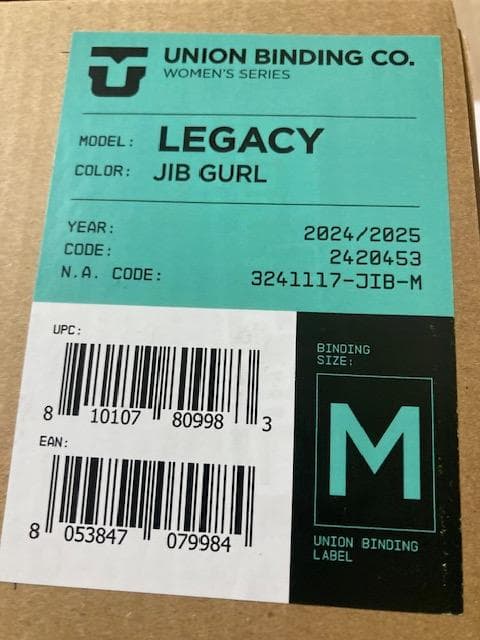 UNION BINDING CO.
WOMEN'S SERIES
MODEL: LEGACY
COLOR: JIB GURL
YEAR: 2024/2025
CODE: 2420453
N.A. CODE: 3241117-JIB-M
UPC:
8 10107 80998 3
EAN:
8 053847 079984
BINDING
SIZE:
M
UNION BINDING
LABEL